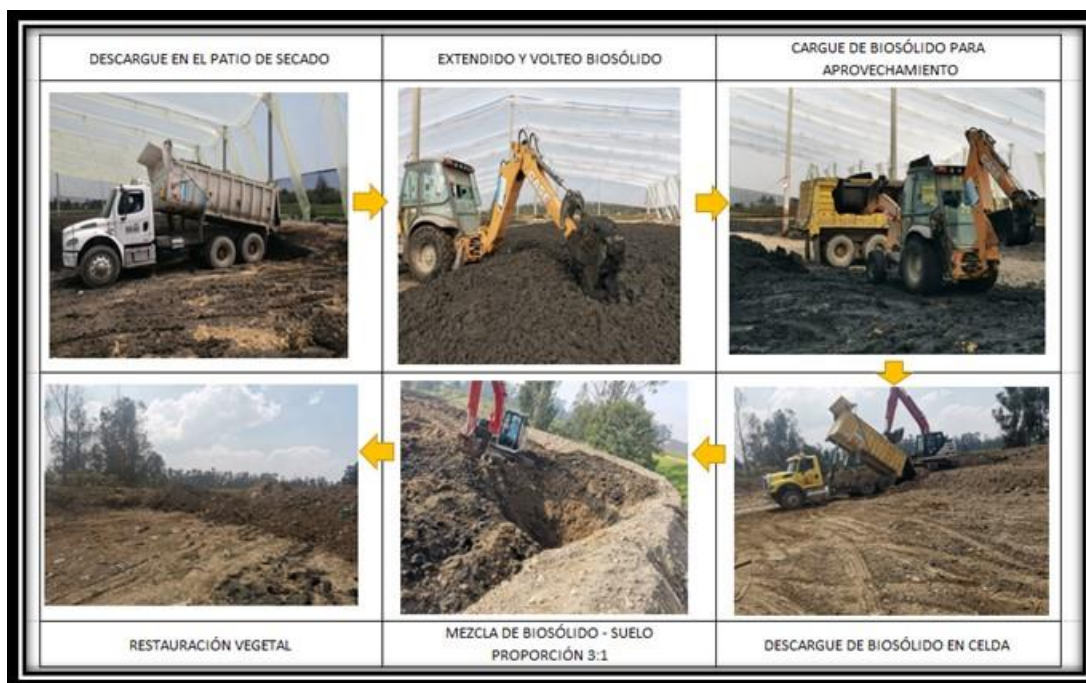 DESCARGUE EN EL PATIO DE SECADO
EXTENDIDO Y VOLTEO BIOSÓLIDO
CARGUE DE BIOSÓLIDO PARA
APROVECHAMIENTO
RESTAURACIÓN VEGETAL
MEZCLA DE BIOSÓLIDO - SUELO
PROPORCIÓN 3:1
DESCARGUE DE BIOSÓLIDO EN CELDA